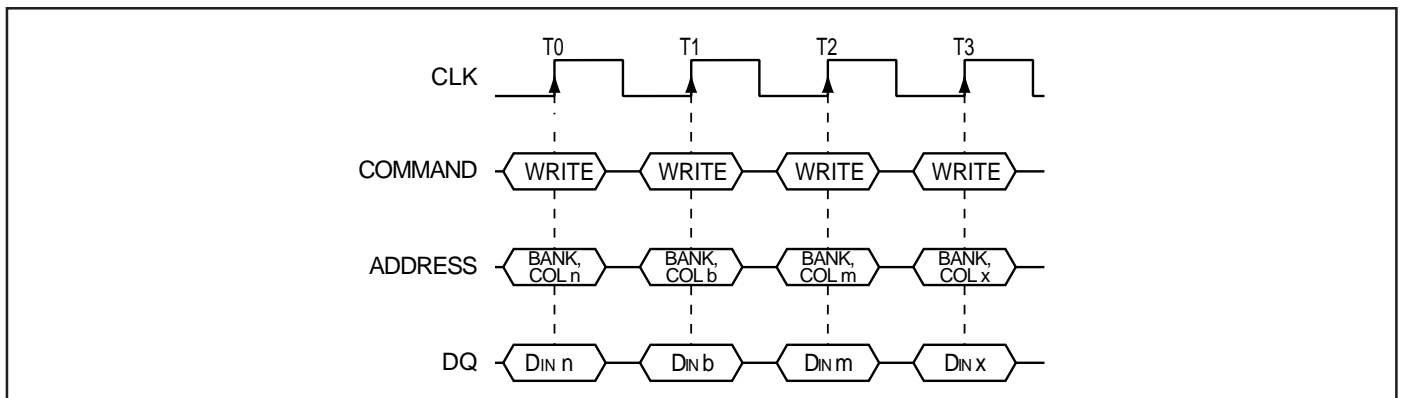 T0 T1 T2 T3
CLK
COMMAND WRITE WRITE WRITE WRITE
ADDRESS BANK, COL n BANK, COL b BANK, COL m BANK, COL x
DQ DIN n DIN b DIN m DIN x